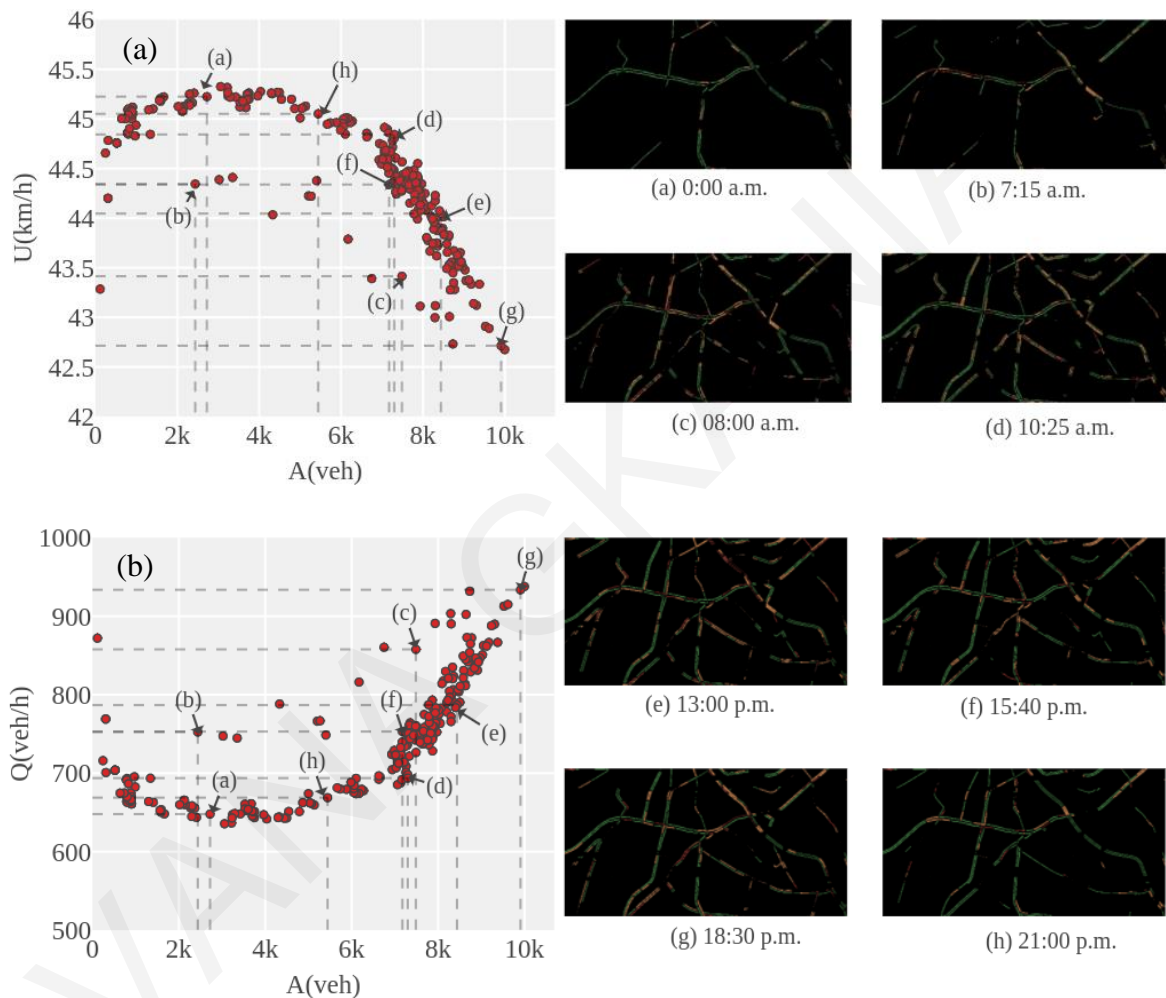 46
45.5
45
44.5
44
43.5
43
42.5
42
U(km/h)
(a)
(a)
(h)
(d)
(f)
(b)
(e)
(c)
(g)
0 2k 4k 6k 8k 10k
A(veh)
(a) 0:00 a.m.
(b) 7:15 a.m.
(c) 08:00 a.m.
(d) 10:25 a.m.
1000
900
800
700
600
500
Q(veh/h)
(b)
(g)
(c)
(b)
(f)
(e)
(h)
(a)
(d)
0 2k 4k 6k 8k 10k
A(veh)
(e) 13:00 p.m.
(f) 15:40 p.m.
(g) 18:30 p.m.
(h) 21:00 p.m.
VANA GKANIA